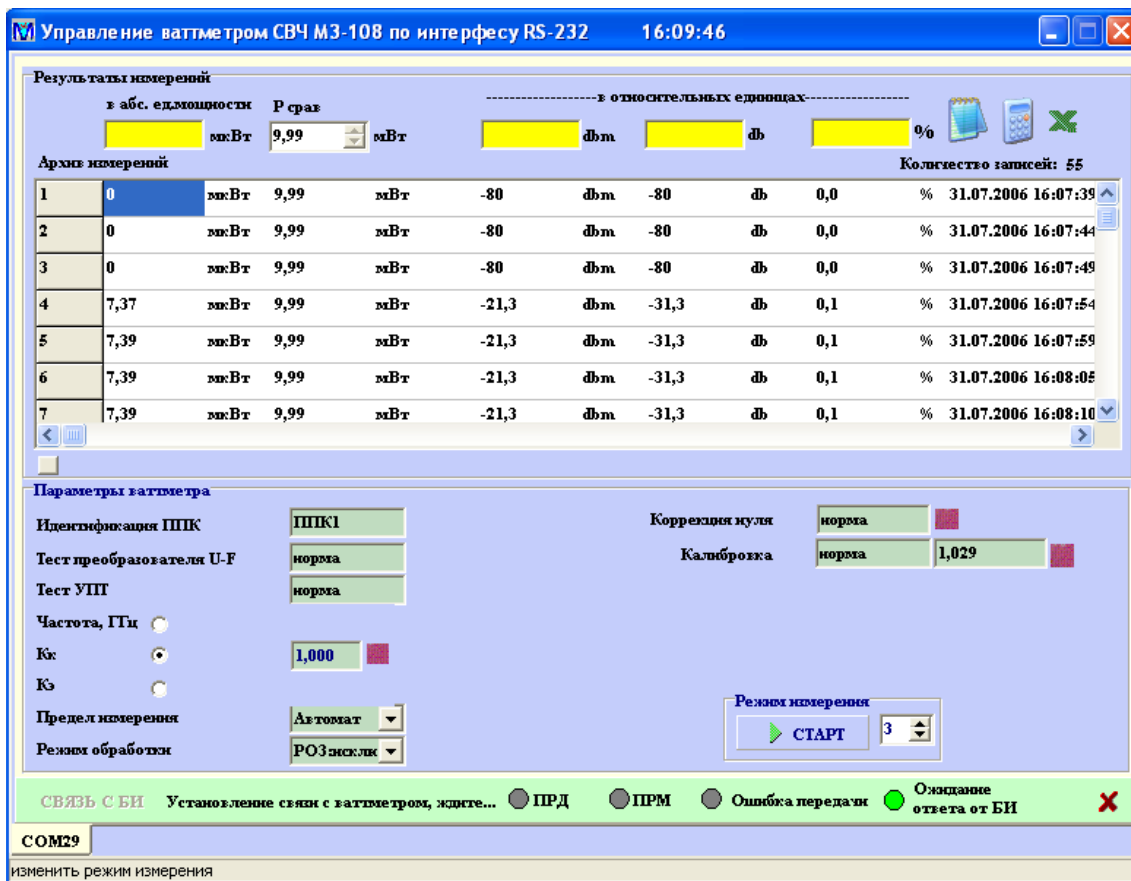 Управление ваттметром СВЧ М3-108 по интерфесу RS-232 16:09:46
Результаты измерений
в абс. ед.мощности Р срав -------------------в относительных единицах------------------
мкВт 9,99 мВт dbm db %
Архив измерений Количество записей: 55
1 0 мкВт 9,99 мВт -80 dbm -80 db 0,0 % 31.07.2006 16:07:39
2 0 мкВт 9,99 мВт -80 dbm -80 db 0,0 % 31.07.2006 16:07:44
3 0 мкВт 9,99 мВт -80 dbm -80 db 0,0 % 31.07.2006 16:07:49
4 7,37 мкВт 9,99 мВт -21,3 dbm -31,3 db 0,1 % 31.07.2006 16:07:54
5 7,39 мкВт 9,99 мВт -21,3 dbm -31,3 db 0,1 % 31.07.2006 16:07:59
6 7,39 мкВт 9,99 мВт -21,3 dbm -31,3 db 0,1 % 31.07.2006 16:08:05
7 7,39 мкВт 9,99 мВт -21,3 dbm -31,3 db 0,1 % 31.07.2006 16:08:10
Параметры ваттметра
Идентификация ППК ППК1 Коррекция нуля норма
Тест преобразователя U-F норма Калибровка норма 1,029
Тест УПТ норма
Частота, ГГц
Кк 1,000
Кэ
Предел измерения Автомат
Режим измерения
Режим обработки РОЗэнсклк СТАРТ 3
СВЯЗЬ С БИ Установление связи с ваттметром, ждите... ПРД ПРМ Ошибка передачи Ожидание
ответа от БИ
COM29
изменить режим измерения